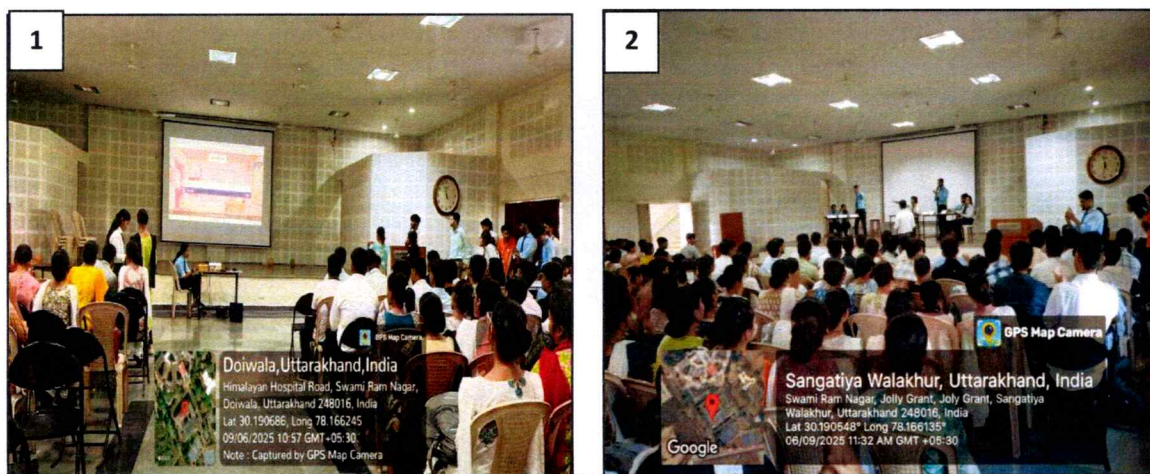 1
GPS Map Camera
Doiwala,Uttarakhand,India
Himalayan Hospital Road, Swami Ram Nagar,
Doiwala, Uttarakhand 248016, India
Lat 30.190686, Long 78.166245
09/06/2025 10:57 GMT+05:30
Note : Captured by GPS Map Camera
2
GPS Map Camera
Google
Sangatiya Walakhur, Uttarakhand, India
Swami Ram Nagar, Jolly Grant, Joly Grant, Sangatiya
Walakhur, Uttarakhand 248016, India
Lat 30.190548° Long 78.166135°
06/09/2025 11:32 AM GMT +05:30